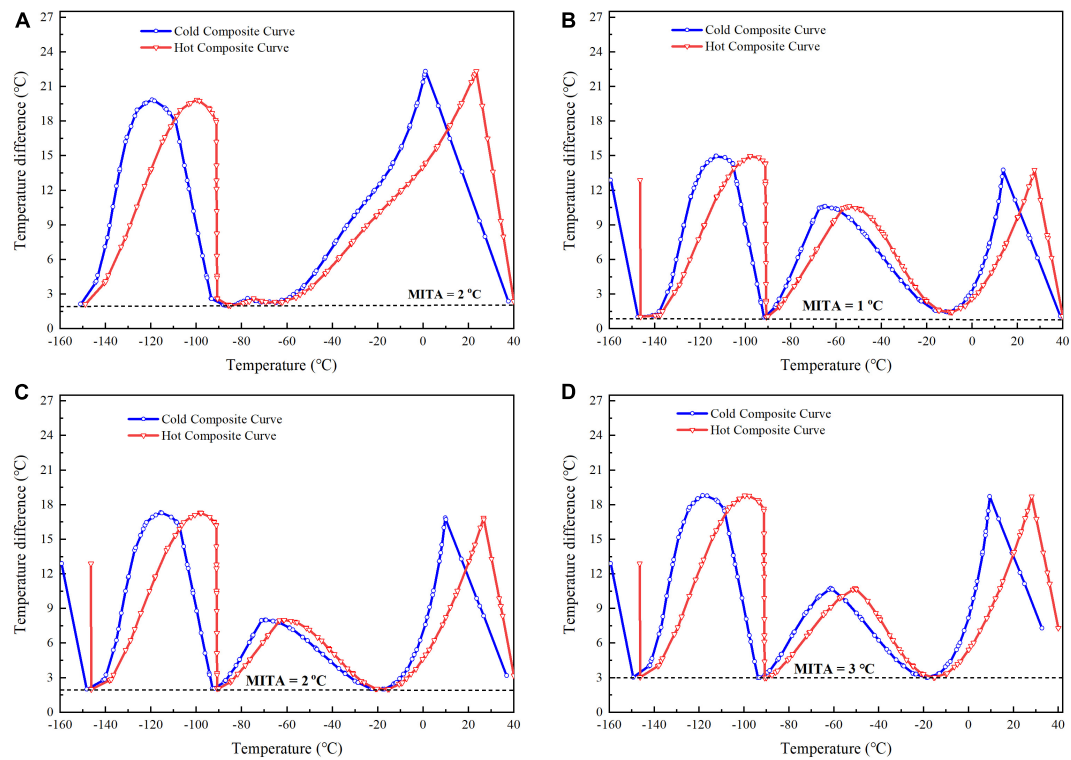 A
Temperature difference (°C)
27
24
21
18
15
12
9
6
3
0
Cold Composite Curve
Hot Composite Curve
MITA = 2 °C
-160 -140 -120 -100 -80 -60 -40 -20 0 20 40
Temperature (°C)
B
Temperature difference (°C)
27
24
21
18
15
12
9
6
3
0
Cold Composite Curve
Hot Composite Curve
MITA = 1 °C
-160 -140 -120 -100 -80 -60 -40 -20 0 20 40
Temperature (°C)
C
Temperature difference (°C)
27
24
21
18
15
12
9
6
3
0
Cold Composite Curve
Hot Composite Curve
MITA = 2 °C
-160 -140 -120 -100 -80 -60 -40 -20 0 20 40
Temperature (°C)
D
Temperature difference (°C)
27
24
21
18
15
12
9
6
3
0
Cold Composite Curve
Hot Composite Curve
MITA = 3 °C
-160 -140 -120 -100 -80 -60 -40 -20 0 20 40
Temperature (°C)